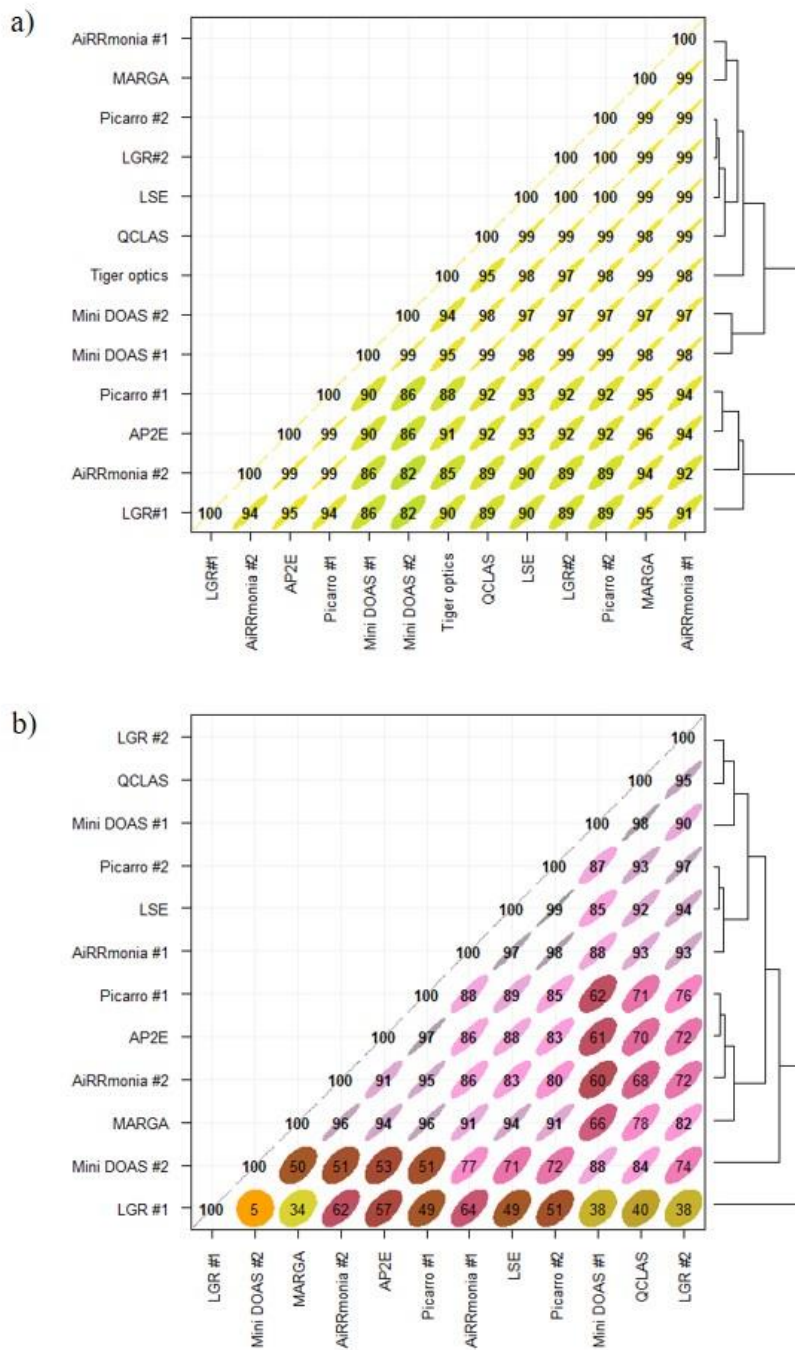 a)
AiRRmonia #1 100
MARGA 100 99
Picarro #2 100 99 99
LGR#2 100 100 99 99
LSE 100 100 100 99 99
QCLAS 100 99 99 99 98 99
Tiger optics 100 95 98 97 98 99 98
Mini DOAS #2 100 94 98 97 97 97 97 97
Mini DOAS #1 100 99 95 99 98 99 99 98 98
Picarro #1 100 90 86 88 92 93 92 92 95 94
AP2E 100 99 90 86 91 92 93 92 92 96 94
AiRRmonia #2 100 99 99 86 82 85 89 90 89 89 94 92
LGR#1 100 94 95 94 86 82 90 89 90 89 89 95 91
LGR#1 AiRRmonia #2 AP2E Picarro #1 Mini DOAS #1 Mini DOAS #2 Tiger optics QCLAS LSE LGR#2 Picarro #2 MARGA AiRRmonia #1
b)
LGR #2 100
QCLAS 100 95
Mini DOAS #1 100 98 90
Picarro #2 100 87 93 97
LSE 100 99 85 92 94
AiRRmonia #1 100 97 98 88 93 93
Picarro #1 100 88 89 85 62 71 76
AP2E 100 97 86 88 83 61 70 72
AiRRmonia #2 100 91 95 86 83 80 60 68 72
MARGA 100 96 94 96 91 94 91 66 78 82
Mini DOAS #2 100 50 51 53 51 77 71 72 88 84 74
LGR #1 100 5 34 62 57 49 64 49 51 38 40 38
LGR #1 Mini DOAS #2 MARGA AiRRmonia #2 AP2E Picarro #1 AiRRmonia #1 LSE Picarro #2 Mini DOAS #1 QCLAS LGR #2